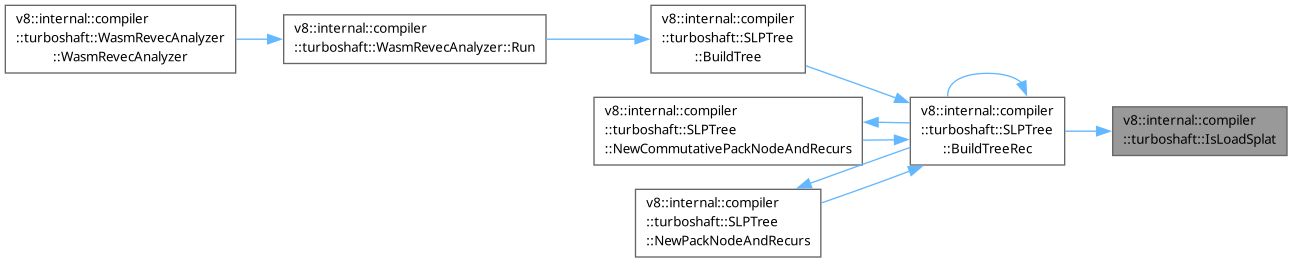 v8::internal::compiler
::turboshaft::WasmRevecAnalyzer
::WasmRevecAnalyzer
v8::internal::compiler
::turboshaft::WasmRevecAnalyzer::Run
v8::internal::compiler
::turboshaft::SLPTree
::BuildTree
v8::internal::compiler
::turboshaft::SLPTree
::NewCommutativePackNodeAndRecurs
v8::internal::compiler
::turboshaft::SLPTree
::NewPackNodeAndRecurs
v8::internal::compiler
::turboshaft::SLPTree
::BuildTreeRec
v8::internal::compiler
::turboshaft::IsLoadSplat